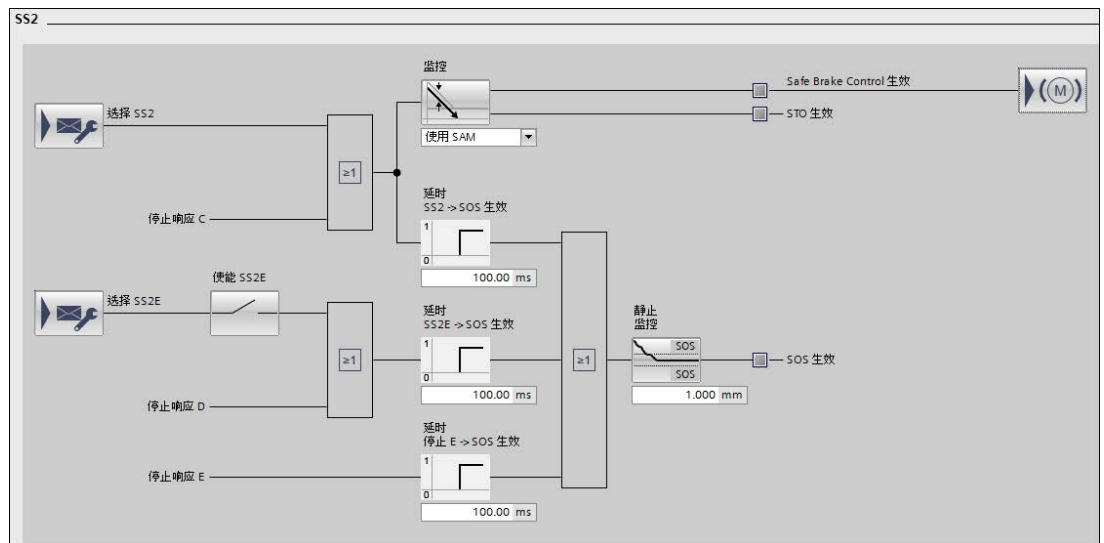 SS2
监控
选择 SS2
使用 SAM
Safe Brake Control 生效
STO 生效
(M)
≥1
停止响应 C
延时
SS2 ->SOS 生效
1
0
100.00 ms
选择 SS2E
使能 SS2E
≥1
停止响应 D
延时
SS2E ->SOS 生效
1
0
100.00 ms
≥1
静止
监控
SOS
SOS
1.000 mm
SOS 生效
延时
停止 E ->SOS 生效
停止响应 E
1
0
100.00 ms